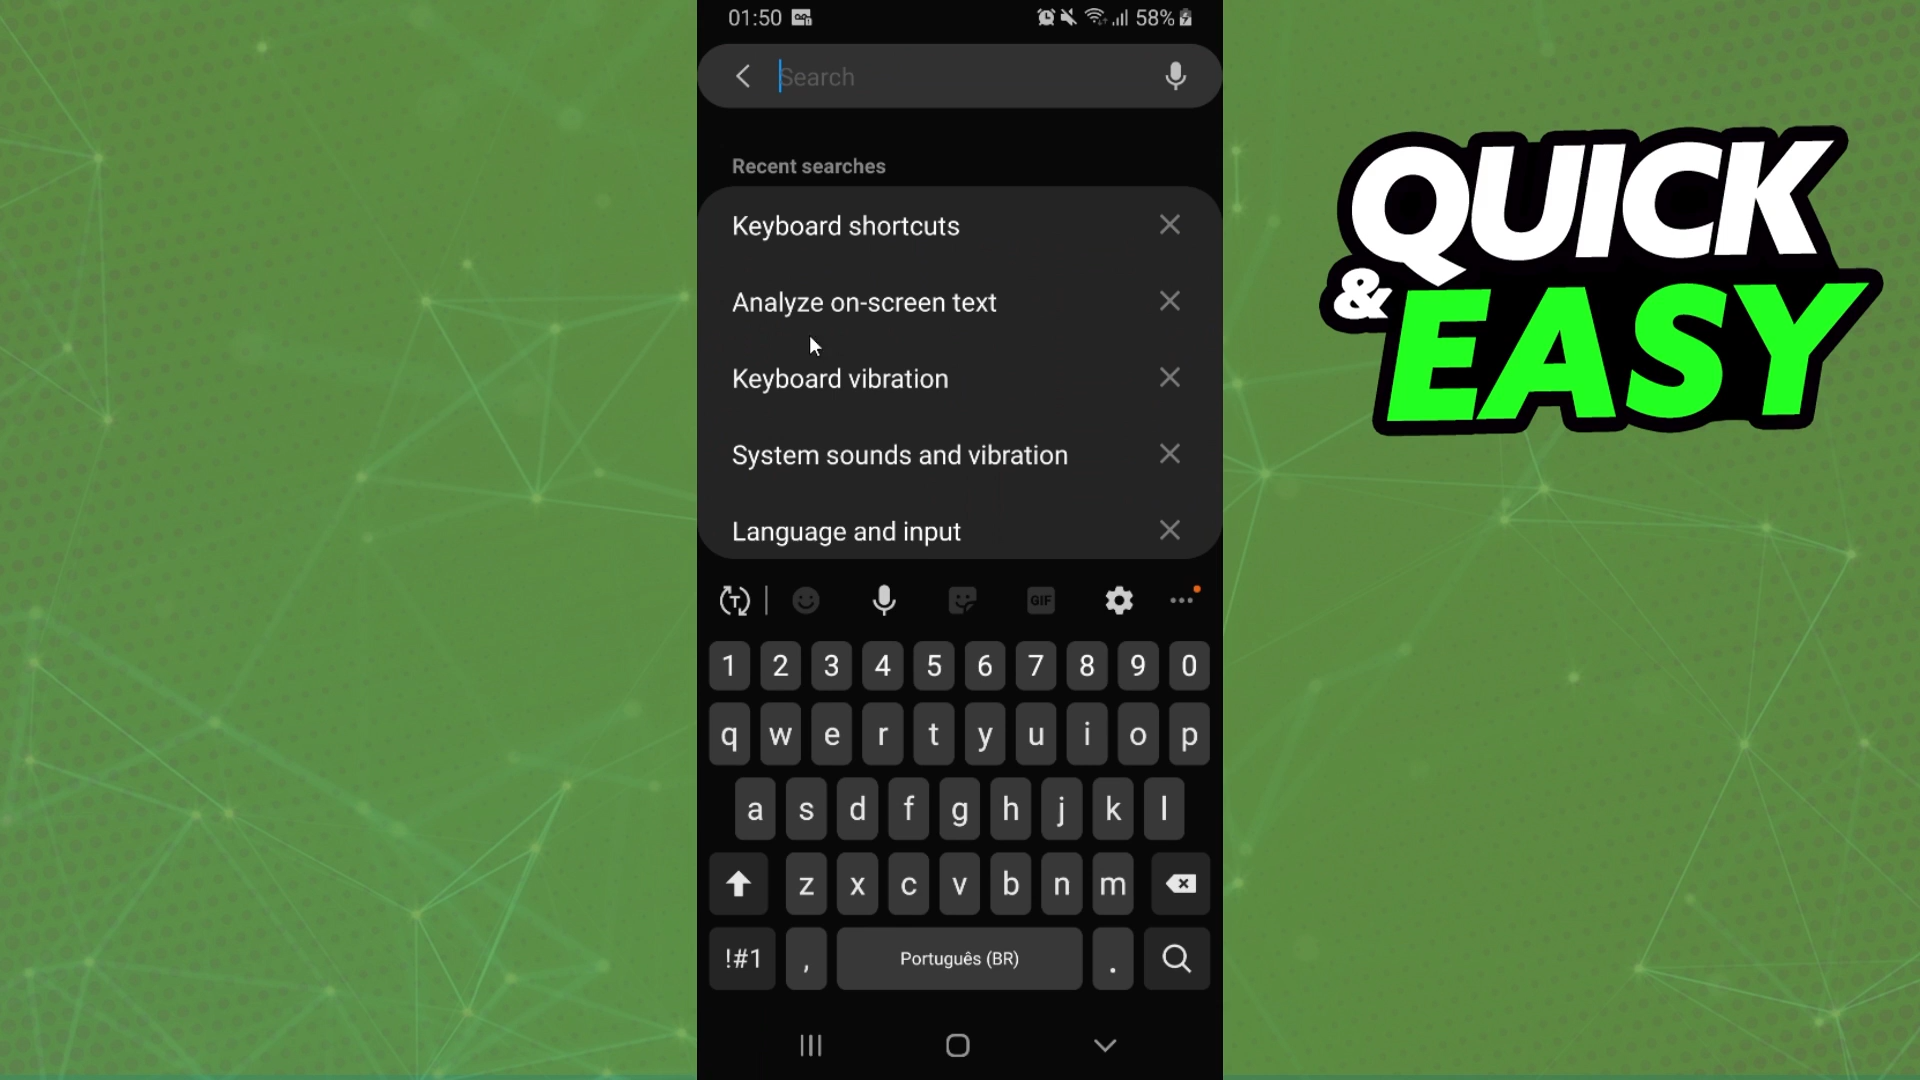 01:50
58%
Search
Recent searches
Keyboard shortcuts
Analyze on-screen text
Keyboard vibration
System sounds and vibration
Language and input
T
GIF
1 2 3 4 5 6 7 8 9 0
q w e r t y u i o p
a s d f g h j k l
z x c v b n m
!#1 , Português (BR) .
QUICK
& EASY